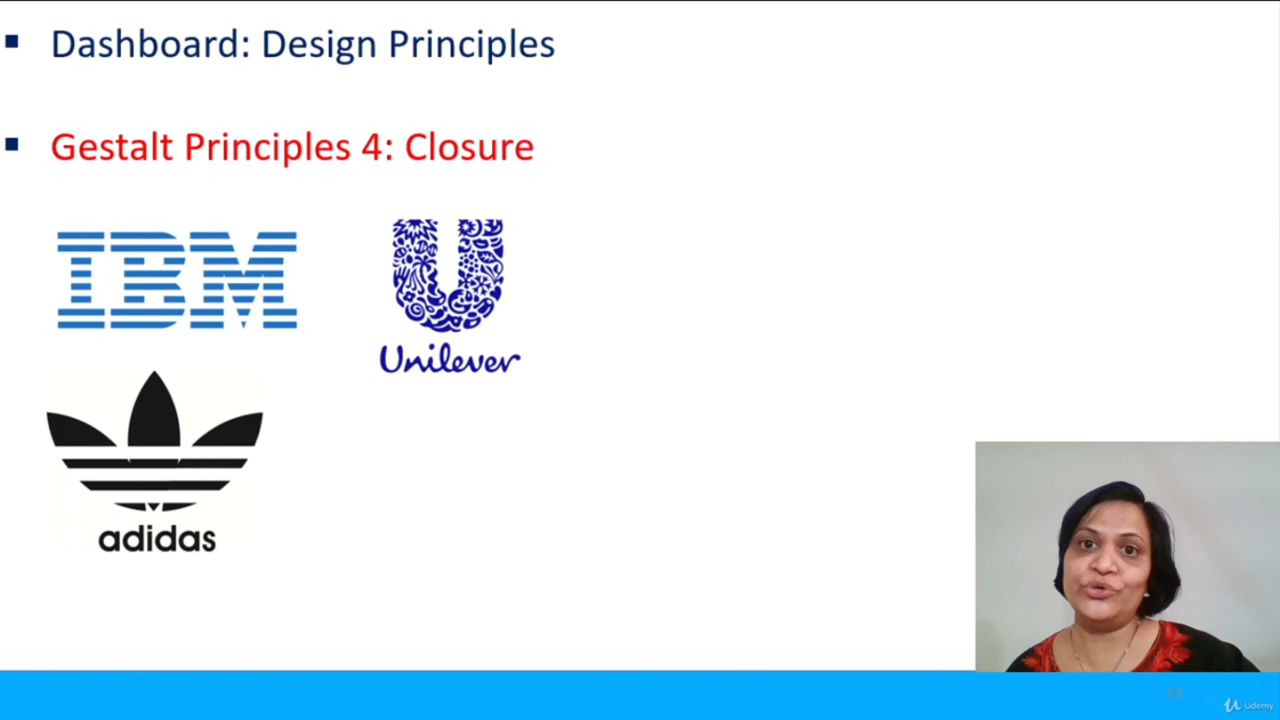 Dashboard: Design Principles
Gestalt Principles 4: Closure
IBM
U
Unilever
adidas
Udemy